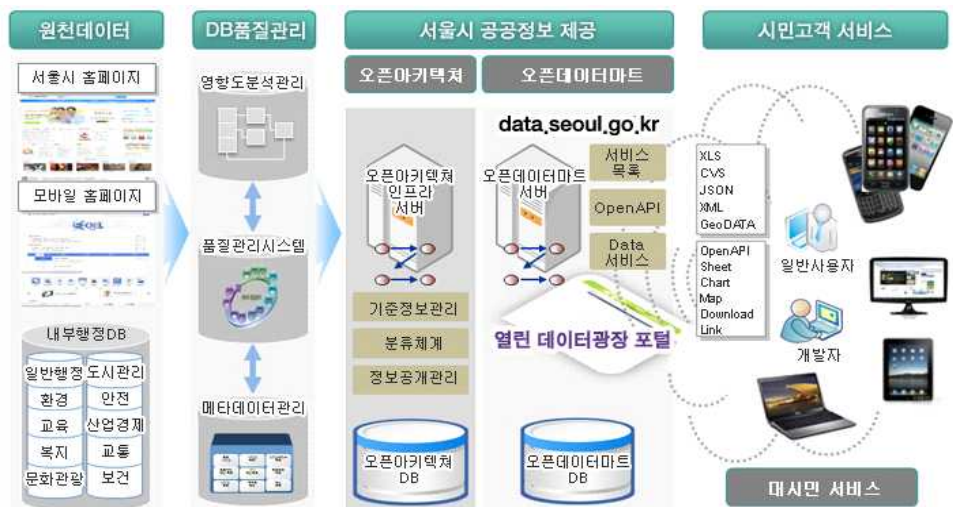 원천데이터
서울시 홈페이지
모바일 홈페이지
내부행정DB
일반행정
도시관리
환경
안전
교육
산업경제
복지
교통
문화관광
보건
DB품질관리
영향도분석관리
품질관리시스템
메타데이터관리
서울시 공공정보 제공
오픈아키텍쳐
오픈데이터마트
data.seoul.go.kr
오픈아키텍쳐
인프라
서버
오픈데이터마트
서버
서비스
목록
OpenAPI
Data
서비스
기준정보관리
분류체계
정보공개관리
열린 데이터광장 포털
오픈아키텍쳐
DB
오픈데이터마트
DB
시민고객 서비스
XLS
CVS
JSON
XML
GeoDATA
OpenAPI
Sheet
Chart
Map
Download
Link
일반사용자
개발자
대시민 서비스